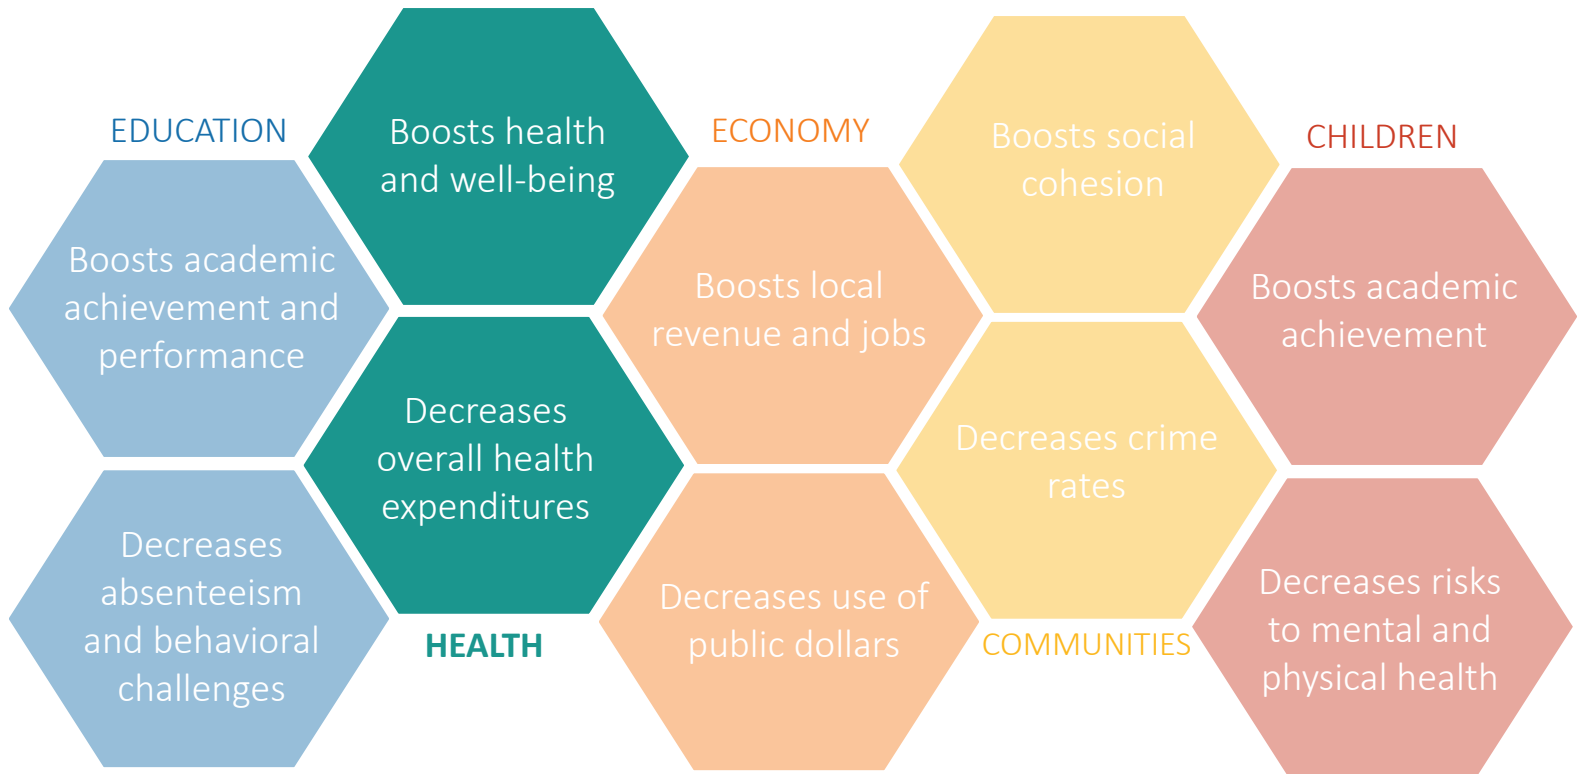 EDUCATION
Boosts academic
achievement and
performance
Decreases
absenteeism
and behavioral
challenges
Boosts health
and well-being
Decreases
overall health
expenditures
HEALTH
ECONOMY
Boosts local
revenue and jobs
Decreases use of
public dollars
Boosts social
cohesion
Decreases crime
rates
COMMUNITIES
CHILDREN
Boosts academic
achievement
Decreases risks
to mental and
physical health